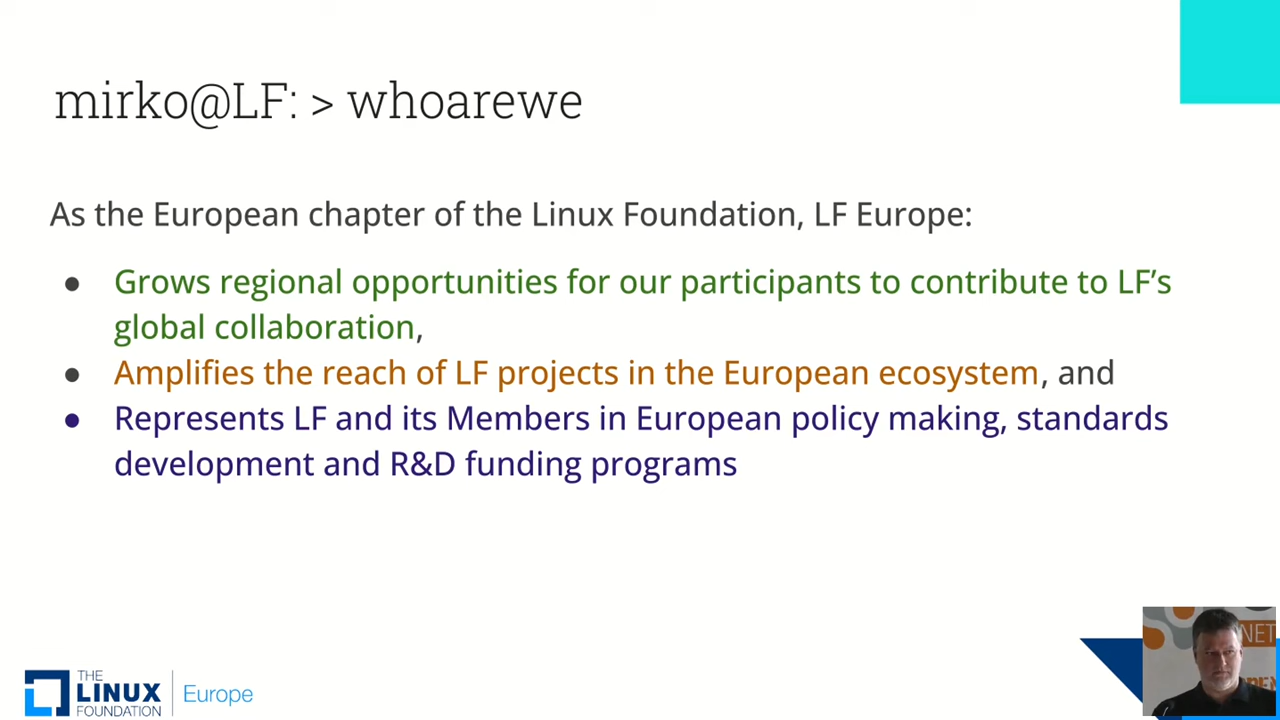 mirko@LF: > whoarewe
As the European chapter of the Linux Foundation, LF Europe:
● Grows regional opportunities for our participants to contribute to LF’s
global collaboration,
● Amplifies the reach of LF projects in the European ecosystem, and
● Represents LF and its Members in European policy making, standards
development and R&D funding programs
THE
LINUX
FOUNDATION
Europe
NET